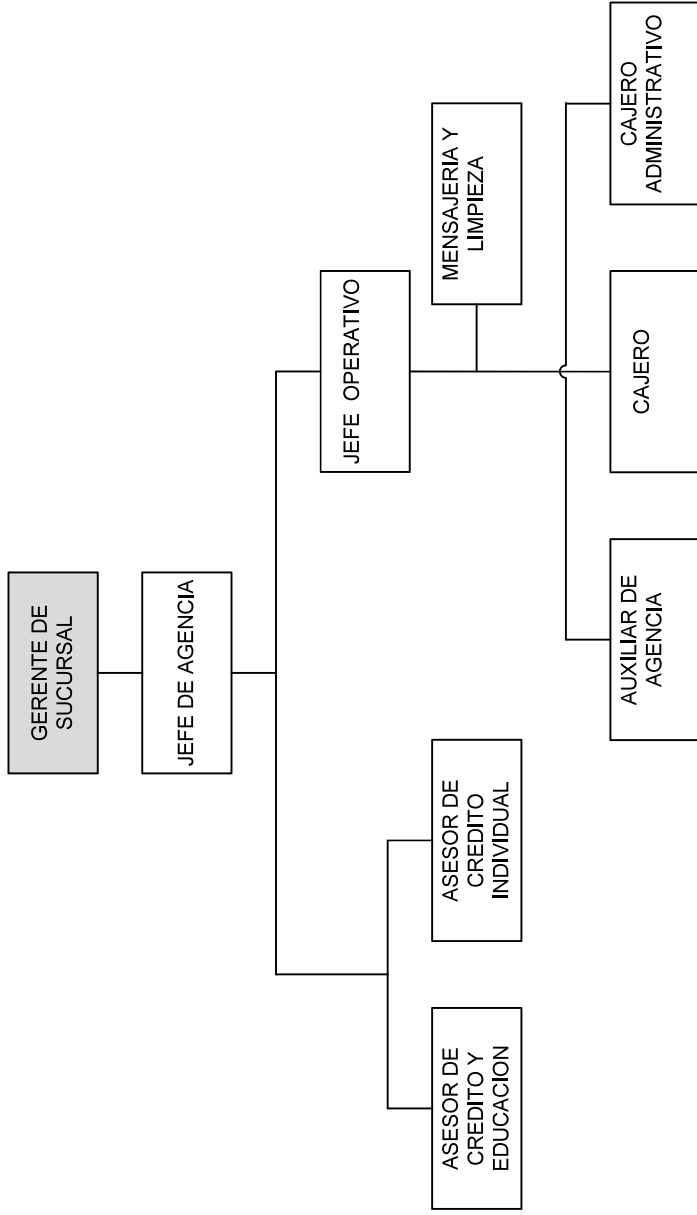 GERENTE DE
SUCURSAL
JEFE DE AGENCIA
JEFE OPERATIVO
ASESOR DE
CREDITO Y
EDUCACION
ASESOR DE
CREDITO
INDIVIDUAL
MENSAJERIA Y
LIMPIEZA
AUXILIAR DE
AGENCIA
CAJERO
CAJERO
ADMINISTRATIVO